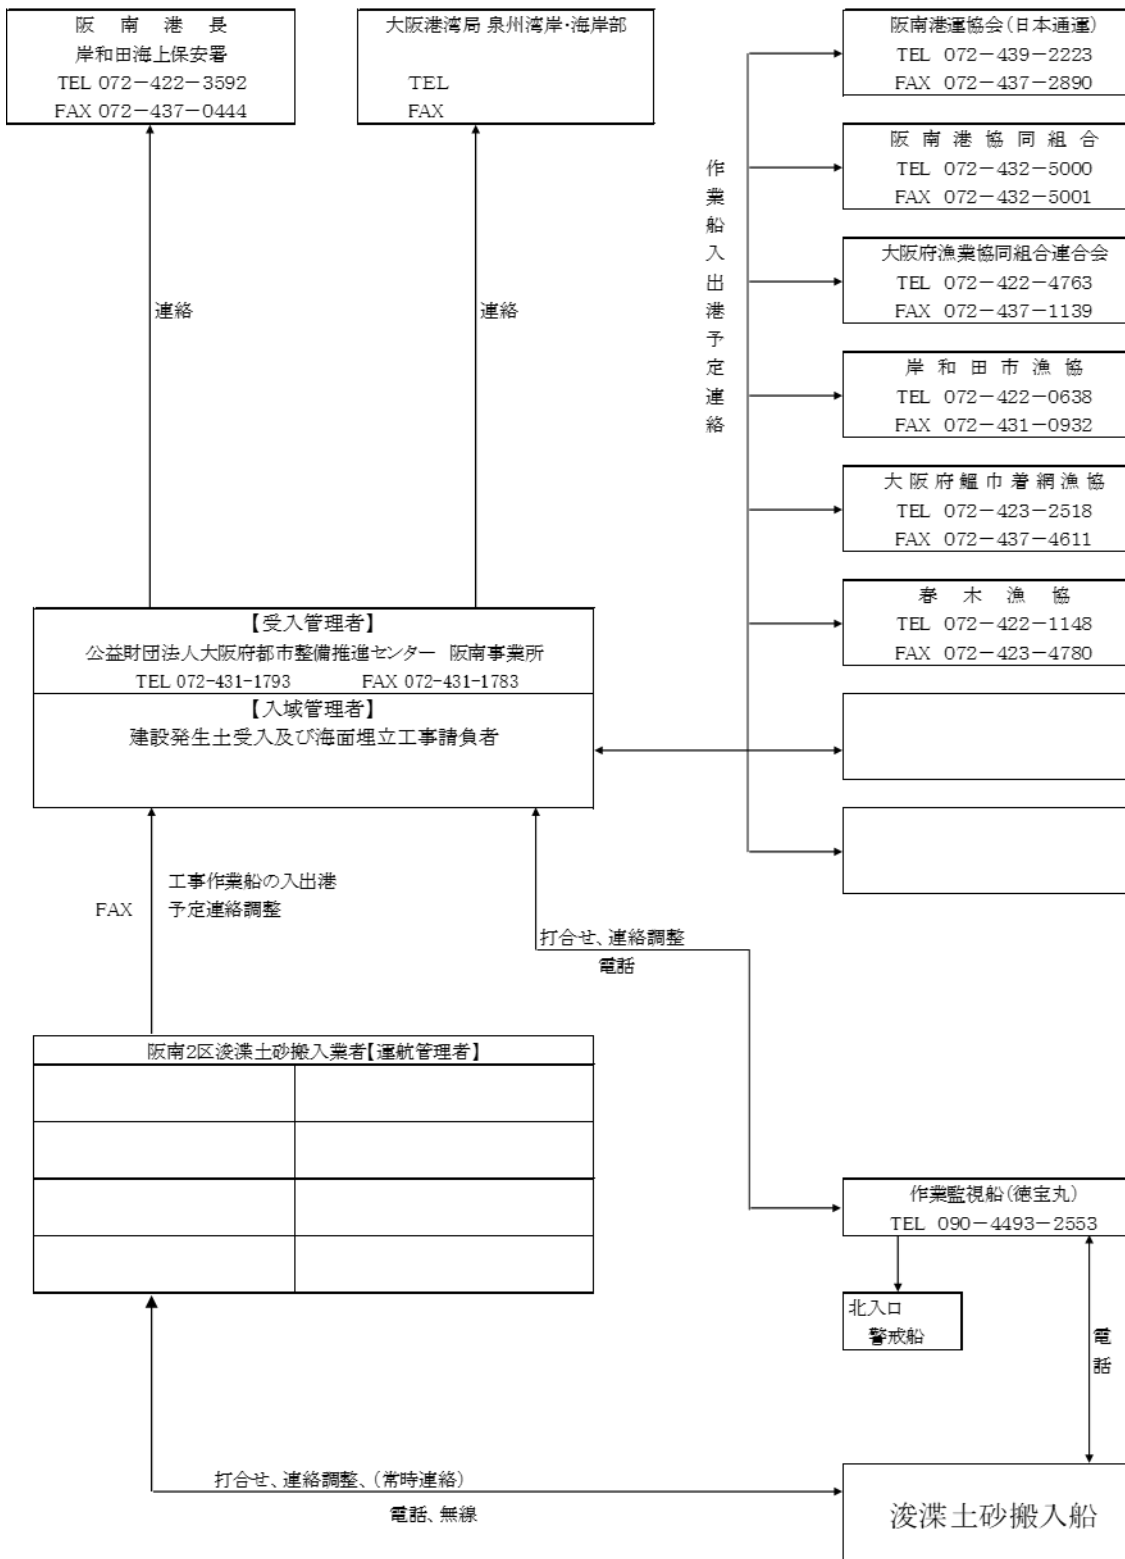 阪南港長
岸和田海上保安署
TEL 072－422－3592
FAX 072－437－0444
大阪港湾局 泉州湾岸・海岸部
TEL
FAX
阪南港運協会(日本通運)
TEL 072－439－2223
FAX 072－437－2890
阪南港協同組合
TEL 072－432－5000
FAX 072－432－5001
大阪府漁業協同組合連合会
TEL 072－422－4763
FAX 072－437－1139
岸和田市漁協
TEL 072－422－0638
FAX 072－431－0932
大阪府鰮巾着網漁協
TEL 072－423－2518
FAX 072－437－4611
春木漁協
TEL 072－422－1148
FAX 072－423－4780
作業船入出港予定連絡
連絡
連絡
【受入管理者】
公益財団法人大阪府都市整備推進センター 阪南事業所
TEL 072-431-1793 FAX 072-431-1783
【入域管理者】
建設発生土受入及び海面埋立工事請負者
FAX
工事作業船の入出港
予定連絡調整
打合せ、連絡調整
電話
阪南2区浚渫土砂搬入業者【運航管理者】
作業監視船(徳宝丸)
TEL 090－4493－2553
北入口
警戒船
電話
打合せ、連絡調整、(常時連絡)
電話、無線
浚渫土砂搬入船